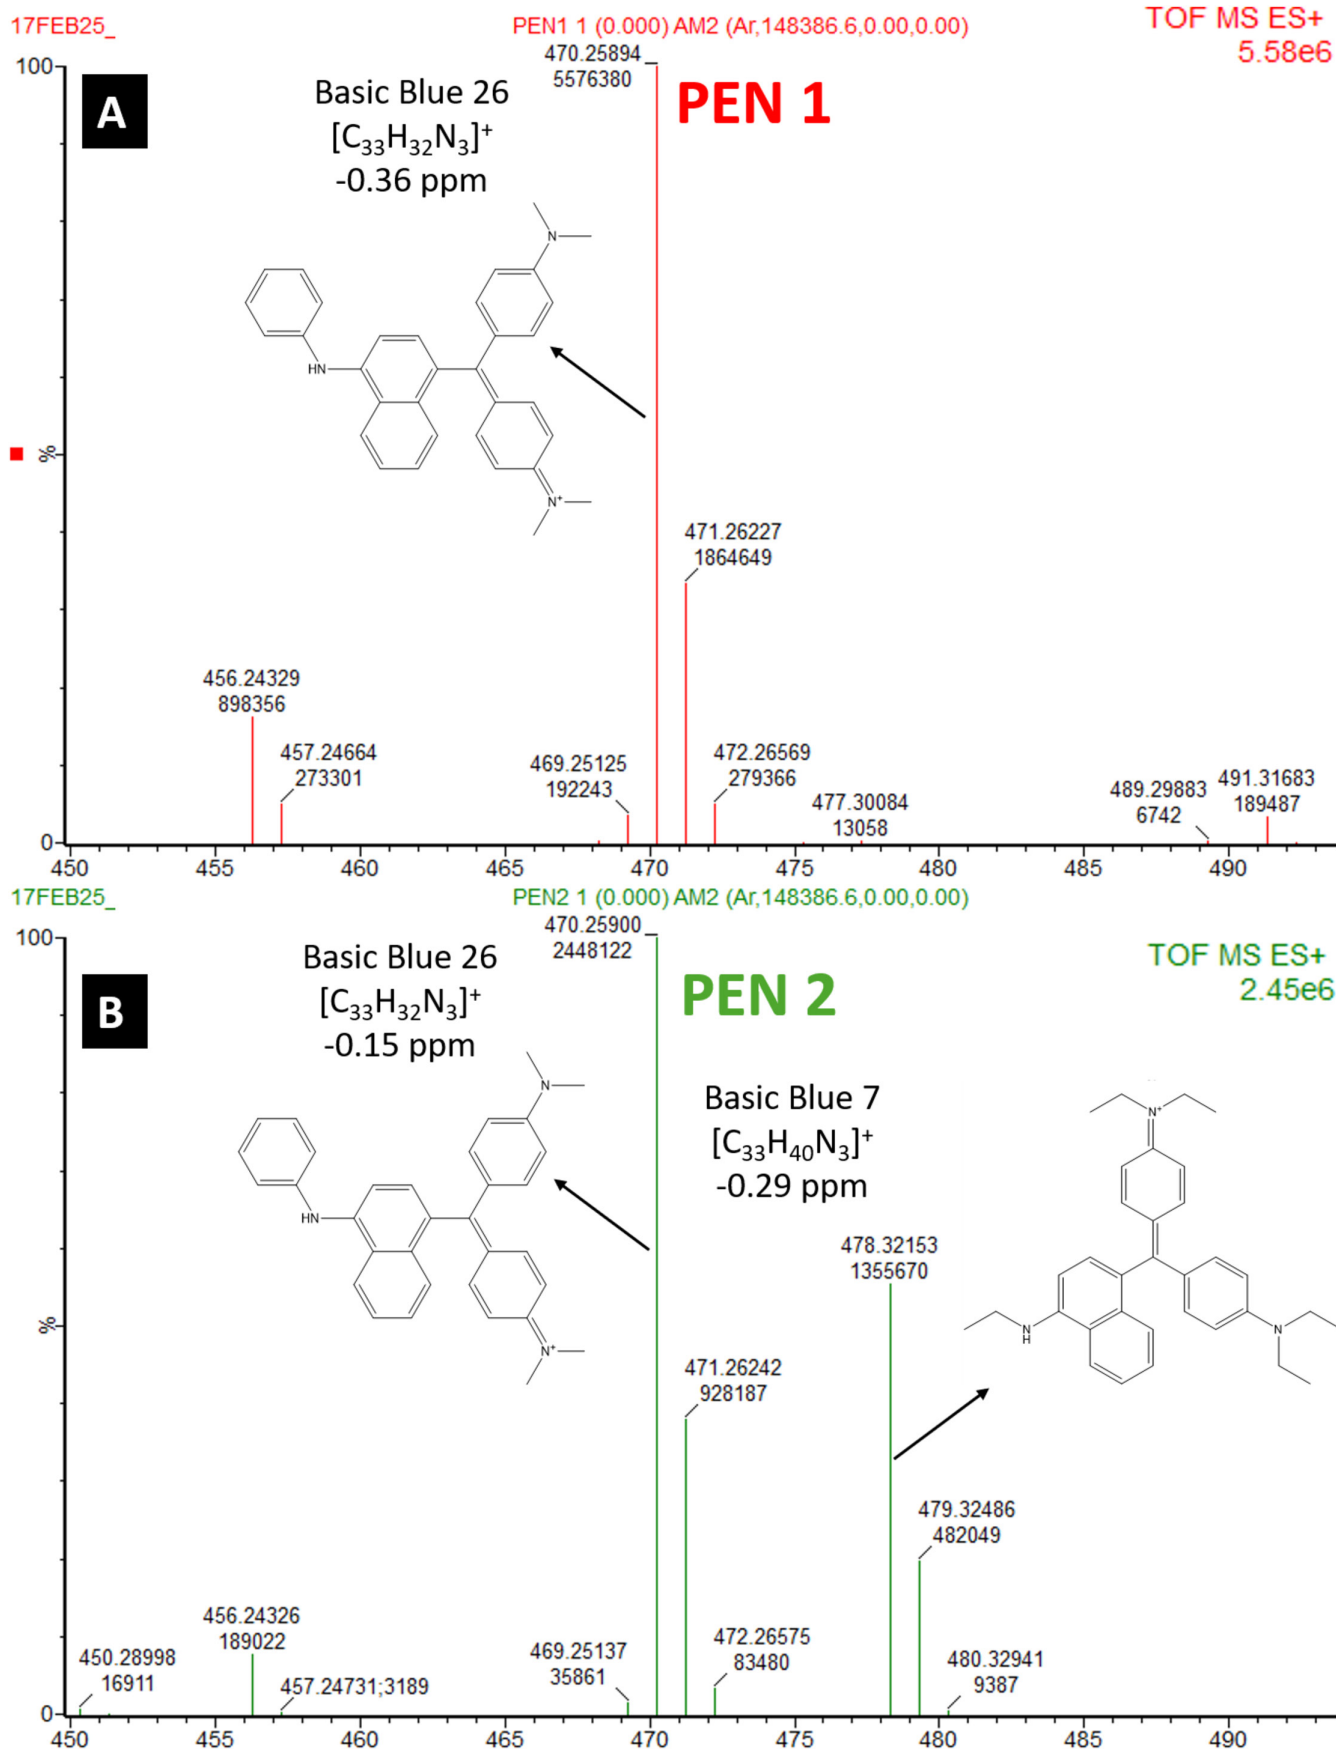 17FEB25_
PEN1 1 (0.000) AM2 (Ar,148386.6,0.00,0.00)
TOF MS ES+
5.58e6
100
A
Basic Blue 26
[C₃₃H₃₂N₃]⁺
-0.36 ppm
470.25894
5576380
PEN 1
N
HN
N⁺
%
471.26227
1864649
456.24329
898356
457.24664
273301
469.25125
192243
472.26569
279366
477.30084
13058
489.29883
6742
491.31683
189487
0
450 455 460 465 470 475 480 485 490
17FEB25_
PEN2 1 (0.000) AM2 (Ar,148386.6,0.00,0.00)
TOF MS ES+
2.45e6
100
B
Basic Blue 26
[C₃₃H₃₂N₃]⁺
-0.15 ppm
470.25900
2448122
PEN 2
N
HN
N⁺
Basic Blue 7
[C₃₃H₄₀N₃]⁺
-0.29 ppm
N⁺
N
H
N
%
478.32153
1355670
471.26242
928187
479.32486
482049
450.28998
16911
456.24326
189022
457.24731;3189
469.25137
35861
472.26575
83480
480.32941
9387
0
450 455 460 465 470 475 480 485 490